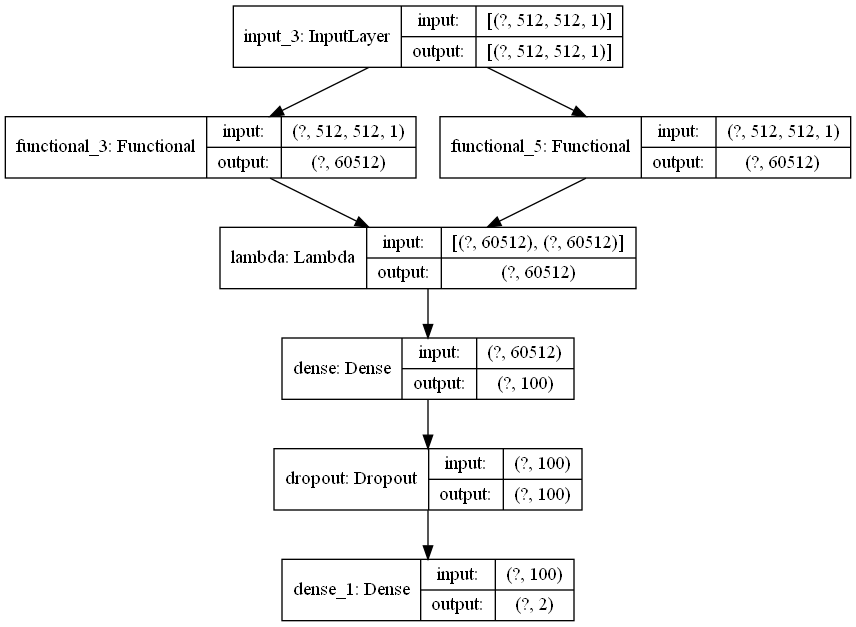 input_3: InputLayer
input:
[(?, 512, 512, 1)]
output:
[(?, 512, 512, 1)]
functional_3: Functional
input:
(?, 512, 512, 1)
output:
(?, 60512)
functional_5: Functional
input:
(?, 512, 512, 1)
output:
(?, 60512)
lambda: Lambda
input:
[(?, 60512), (?, 60512)]
output:
(?, 60512)
dense: Dense
input:
(?, 60512)
output:
(?, 100)
dropout: Dropout
input:
(?, 100)
output:
(?, 100)
dense_1: Dense
input:
(?, 100)
output:
(?, 2)